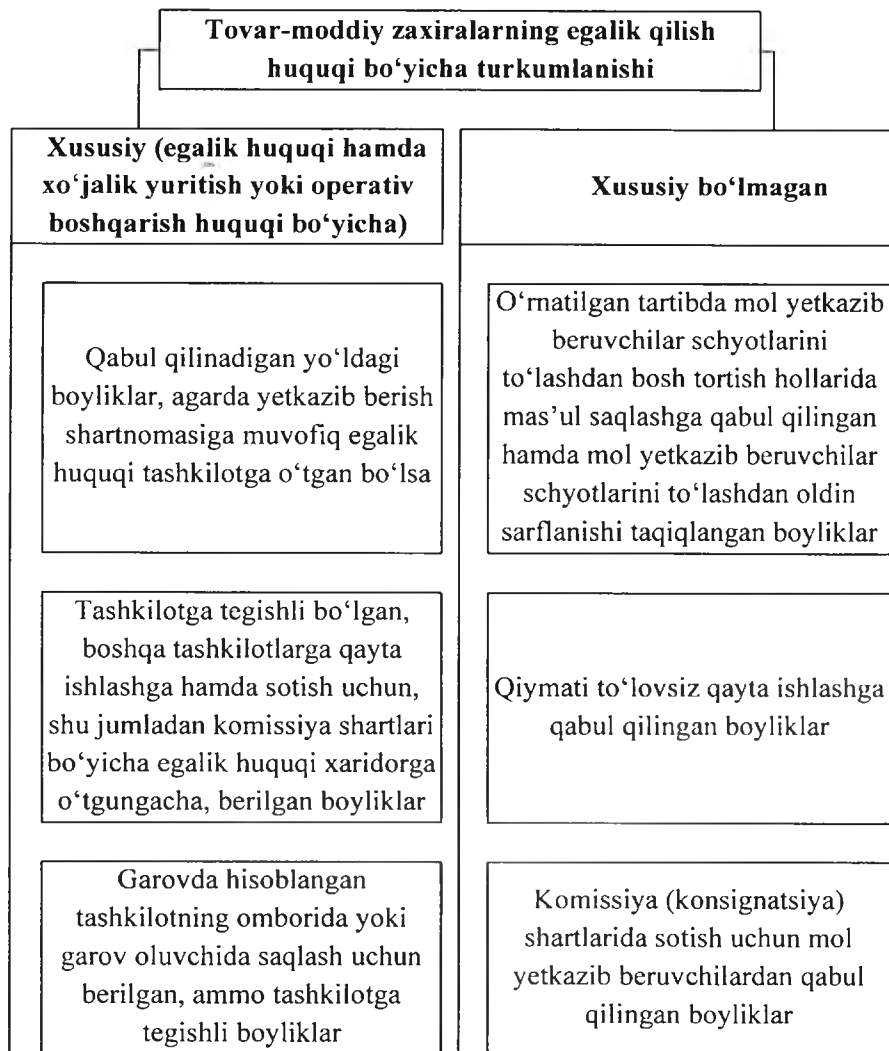 Tovar-moddiy zaxiralarning egalik qilish
huquqi bo‘yicha turkumlanishi
Xususiy (egalik huquqi hamda
xo‘jalik yuritish yoki operativ
boshqarish huquqi bo‘yicha)
Xususiy bo‘lmagan
Qabul qilinadigan yo‘ldagi
boyliklar, agarda yetkazib berish
shartnomasiga muvofiq egalik
huquqi tashkilotga o‘tgan bo‘lsa
O‘rnatilgan tartibda mol yetkazib
beruvchilar schyotlarini
to‘lashdan bosh tortish hollarida
mas’ul saqlashga qabul qilingan
hamda mol yetkazib beruvchilar
schyotlarini to‘lashdan oldin
sarflanishi taqiqlangan boyliklar
Tashkilotga tegishli bo‘lgan,
boshqa tashkilotlarga qayta
ishlashga hamda sotish uchun,
shu jumladan komissiya shartlari
bo‘yicha egalik huquqi xaridorga
o‘tgungacha, berilgan boyliklar
Qiymati to‘lovsiz qayta ishlashga
qabul qilingan boyliklar
Garovda hisoblangan
tashkilotning omborida yoki
garov oluvchida saqlash uchun
berilgan, ammo tashkilotga
tegishli boyliklar
Komissiya (konsignatsiya)
shartlarida sotish uchun mol
yetkazib beruvchilardan qabul
qilingan boyliklar